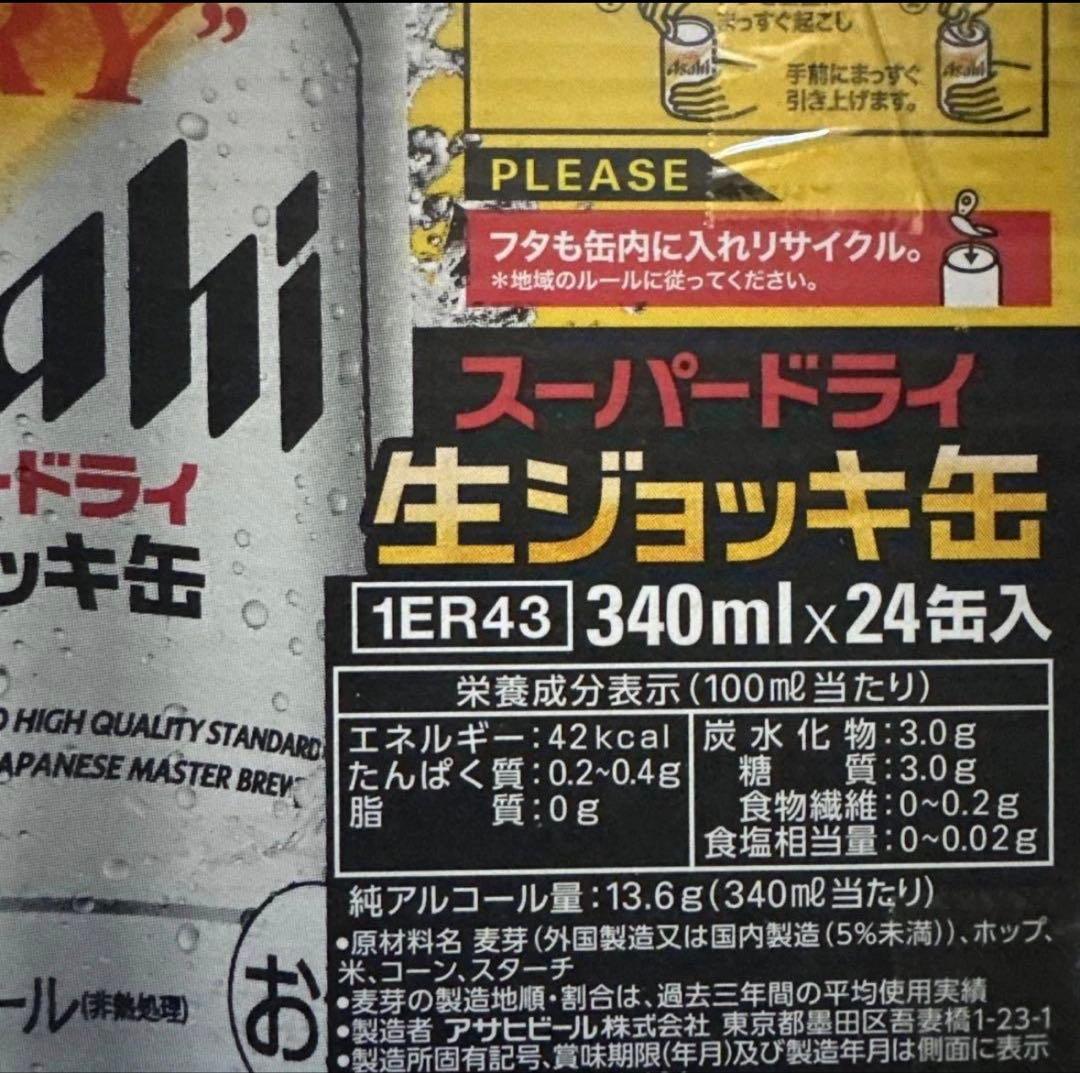 RY”
まっすぐ起こし
Asahi
Asahi
手前にまっすぐ
引き上げます。
PLEASE
フタも缶内に入れリサイクル。
＊地域のルールに従ってください。
ahi
ードライ
ッキ缶
スーパードライ
生ジョッキ缶
1ER43 340ml×24缶入
HIGH QUALITY STANDARD
APANESE MASTER BREW
栄養成分表示(100㎖当たり)
エネルギー:42kcal
たんぱく質:0.2~0.4g
脂質:0g
炭水化物:3.0g
糖質:3.0g
食物繊維:0~0.2g
食塩相当量:0~0.02g
純アルコール量:13.6g(340㎖当たり)
●原材料名 麦芽(外国製造又は国内製造(5%未満))、ホップ、
米、コーン、スターチ
●麦芽の製造地順・割合は、過去三年間の平均使用実績
●製造者 アサヒビール株式会社 東京都墨田区吾妻橋1-23-1
●製造所固有記号、賞味期限(年月)及び製造年月は側面に表示
ール(非熱処理)
お